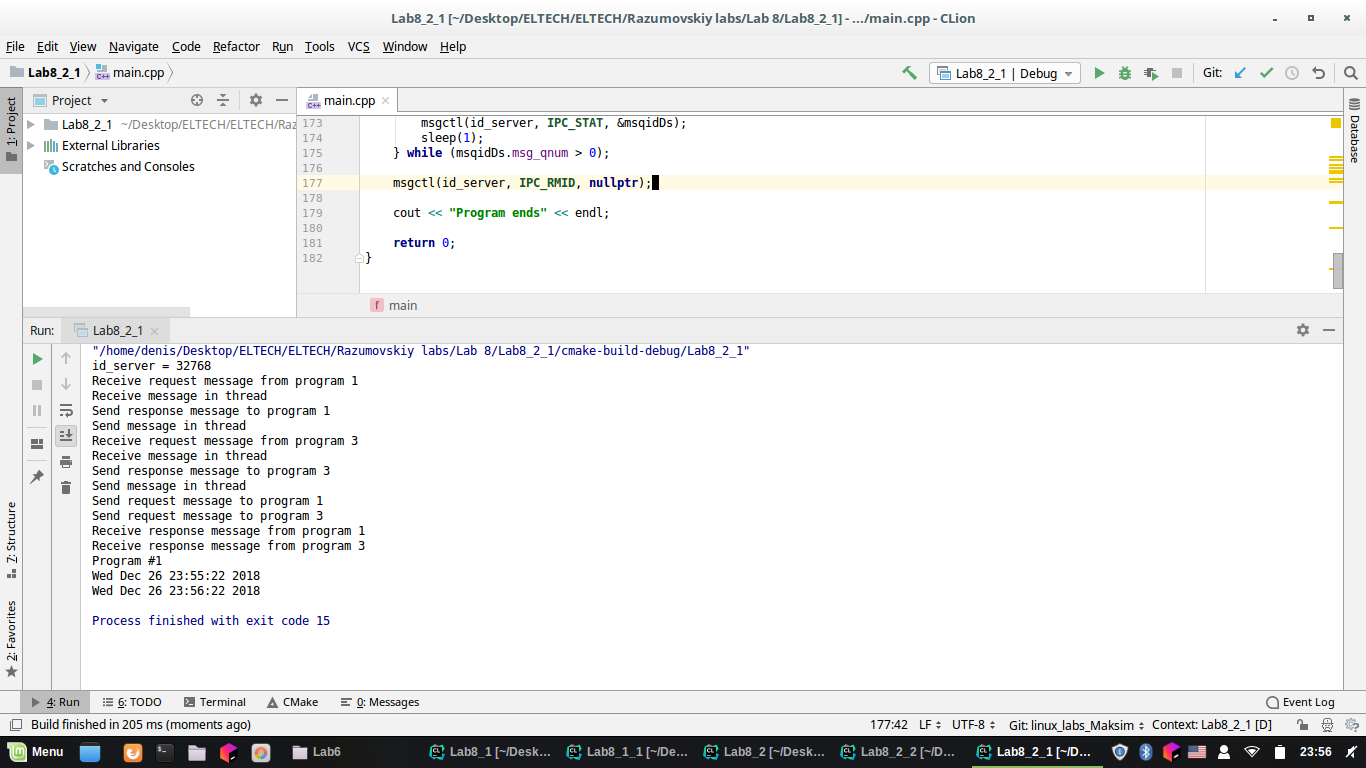 Lab8_2_1 [~/Desktop/ELTECH/ELTECH/Razumovskiy labs/Lab 8/Lab8_2_1] - .../main.cpp - CLion
File Edit View Navigate Code Refactor Run Tools VCS Window Help
Lab8_2_1 main.cpp Lab8_2_1 | Debug Git:
1: Project
Project
main.cpp
Lab8_2_1 ~/Desktop/ELTECH/ELTECH/Raz
External Libraries
Scratches and Consoles
173 msgctl(id_server, IPC_STAT, &msqidDs);
174 sleep(1);
175 } while (msqidDs.msg_qnum > 0);
176
177 msgctl(id_server, IPC_RMID, nullptr);
178
179 cout << "Program ends" << endl;
180
181 return 0;
182 }
f main
Database
Run: Lab8_2_1
"/home/denis/Desktop/ELTECH/ELTECH/Razumovskiy labs/Lab 8/Lab8_2_1/cmake-build-debug/Lab8_2_1"
id_server = 32768
Receive request message from program 1
Receive message in thread
Send response message to program 1
Send message in thread
Receive request message from program 3
Receive message in thread
Send response message to program 3
Send message in thread
Send request message to program 1
Send request message to program 3
Receive response message from program 1
Receive response message from program 3
Program #1
Wed Dec 26 23:55:22 2018
Wed Dec 26 23:56:22 2018
Process finished with exit code 15
7: Structure
2: Favorites
4: Run 6: TODO Terminal CMake 0: Messages Event Log
Build finished in 205 ms (moments ago) 177:42 LF UTF-8 Git: linux_labs_Maksim Context: Lab8_2_1 [D]
Menu Lab6 Lab8_1 [~/Desk... Lab8_1_1 [~/De... Lab8_2 [~/Desk... Lab8_2_2 [~/D... Lab8_2_1 [~/D... 23:56